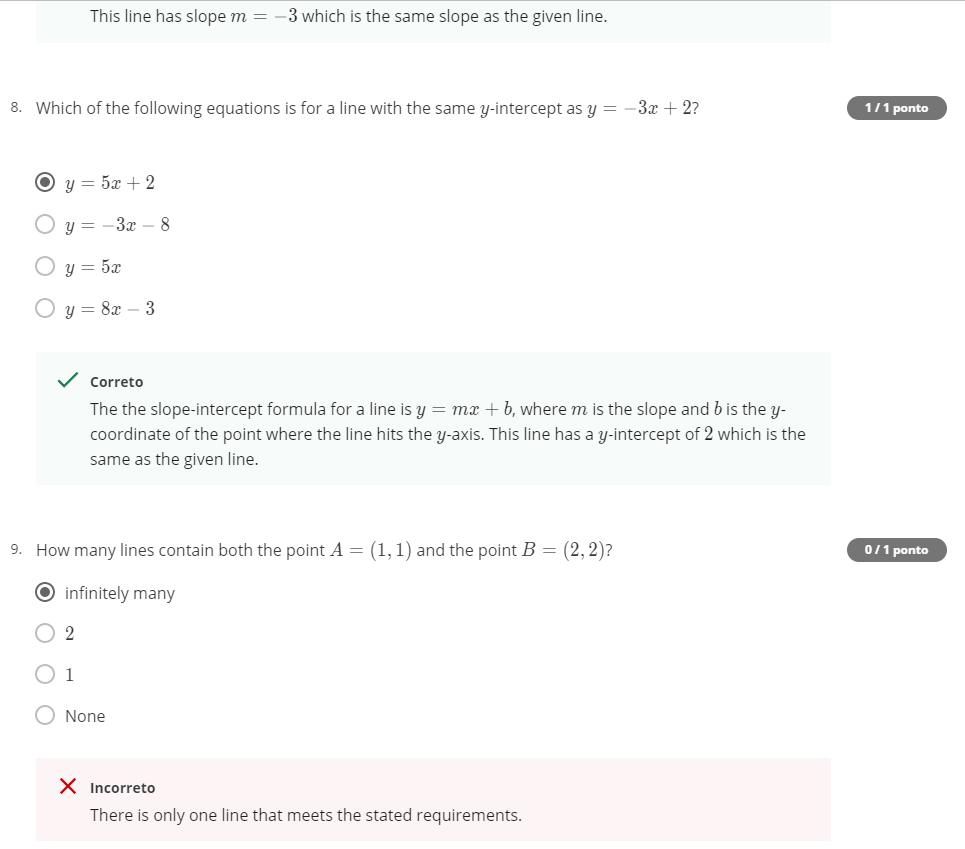 This line has slope m = −3 which is the same slope as the given line.
8. Which of the following equations is for a line with the same y-intercept as y = −3x + 2?
1 / 1 ponto
y = 5x + 2
y = −3x − 8
y = 5x
y = 8x − 3
Correto
The the slope-intercept formula for a line is y = mx + b, where m is the slope and b is the y-
coordinate of the point where the line hits the y-axis. This line has a y-intercept of 2 which is the
same as the given line.
9. How many lines contain both the point A = (1, 1) and the point B = (2, 2)?
0 / 1 ponto
infinitely many
2
1
None
Incorreto
There is only one line that meets the stated requirements.